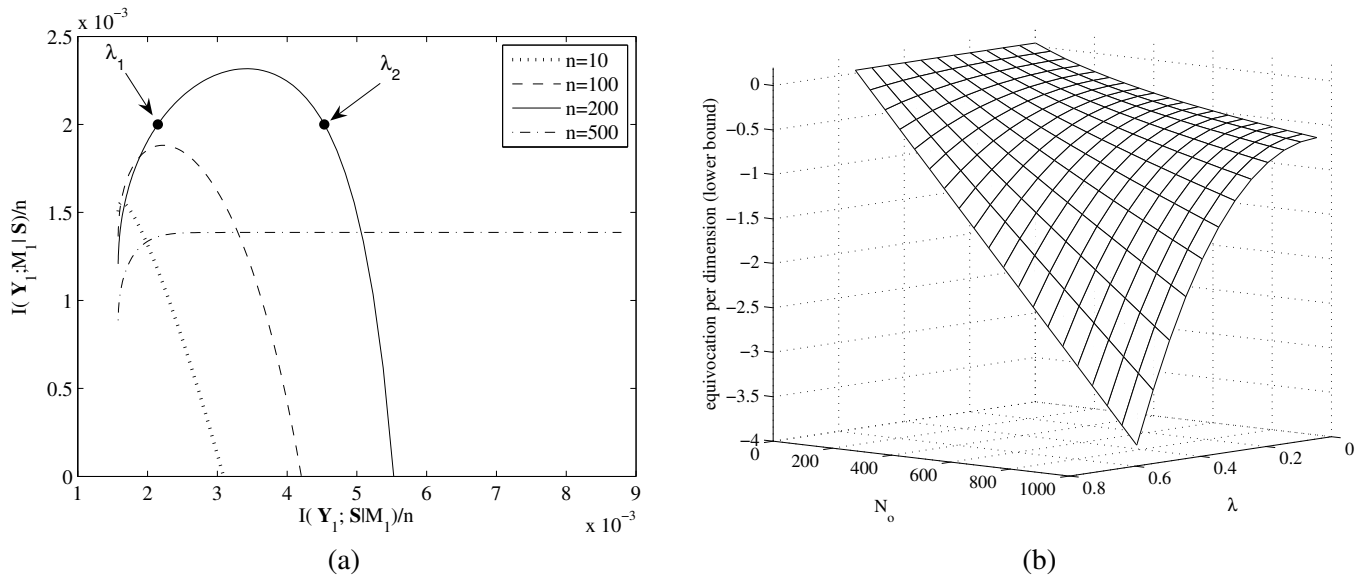 x 10⁻³
2.5
2
1.5
1
0.5
0
I( Y₁;M₁| S)/n
λ₁
λ₂
n=10
n=100
n=200
n=500
1 2 3 4 5 6 7 8 9
x 10⁻³
I( Y₁; S|M₁)/n
(a)
equivocation per dimension (lower bound)
0
−0.5
−1
−1.5
−2
−2.5
−3
−3.5
−4
0 200 400 600 800 1000
Nₒ
0.8 0.6 0.4 0.2 0
λ
(b)